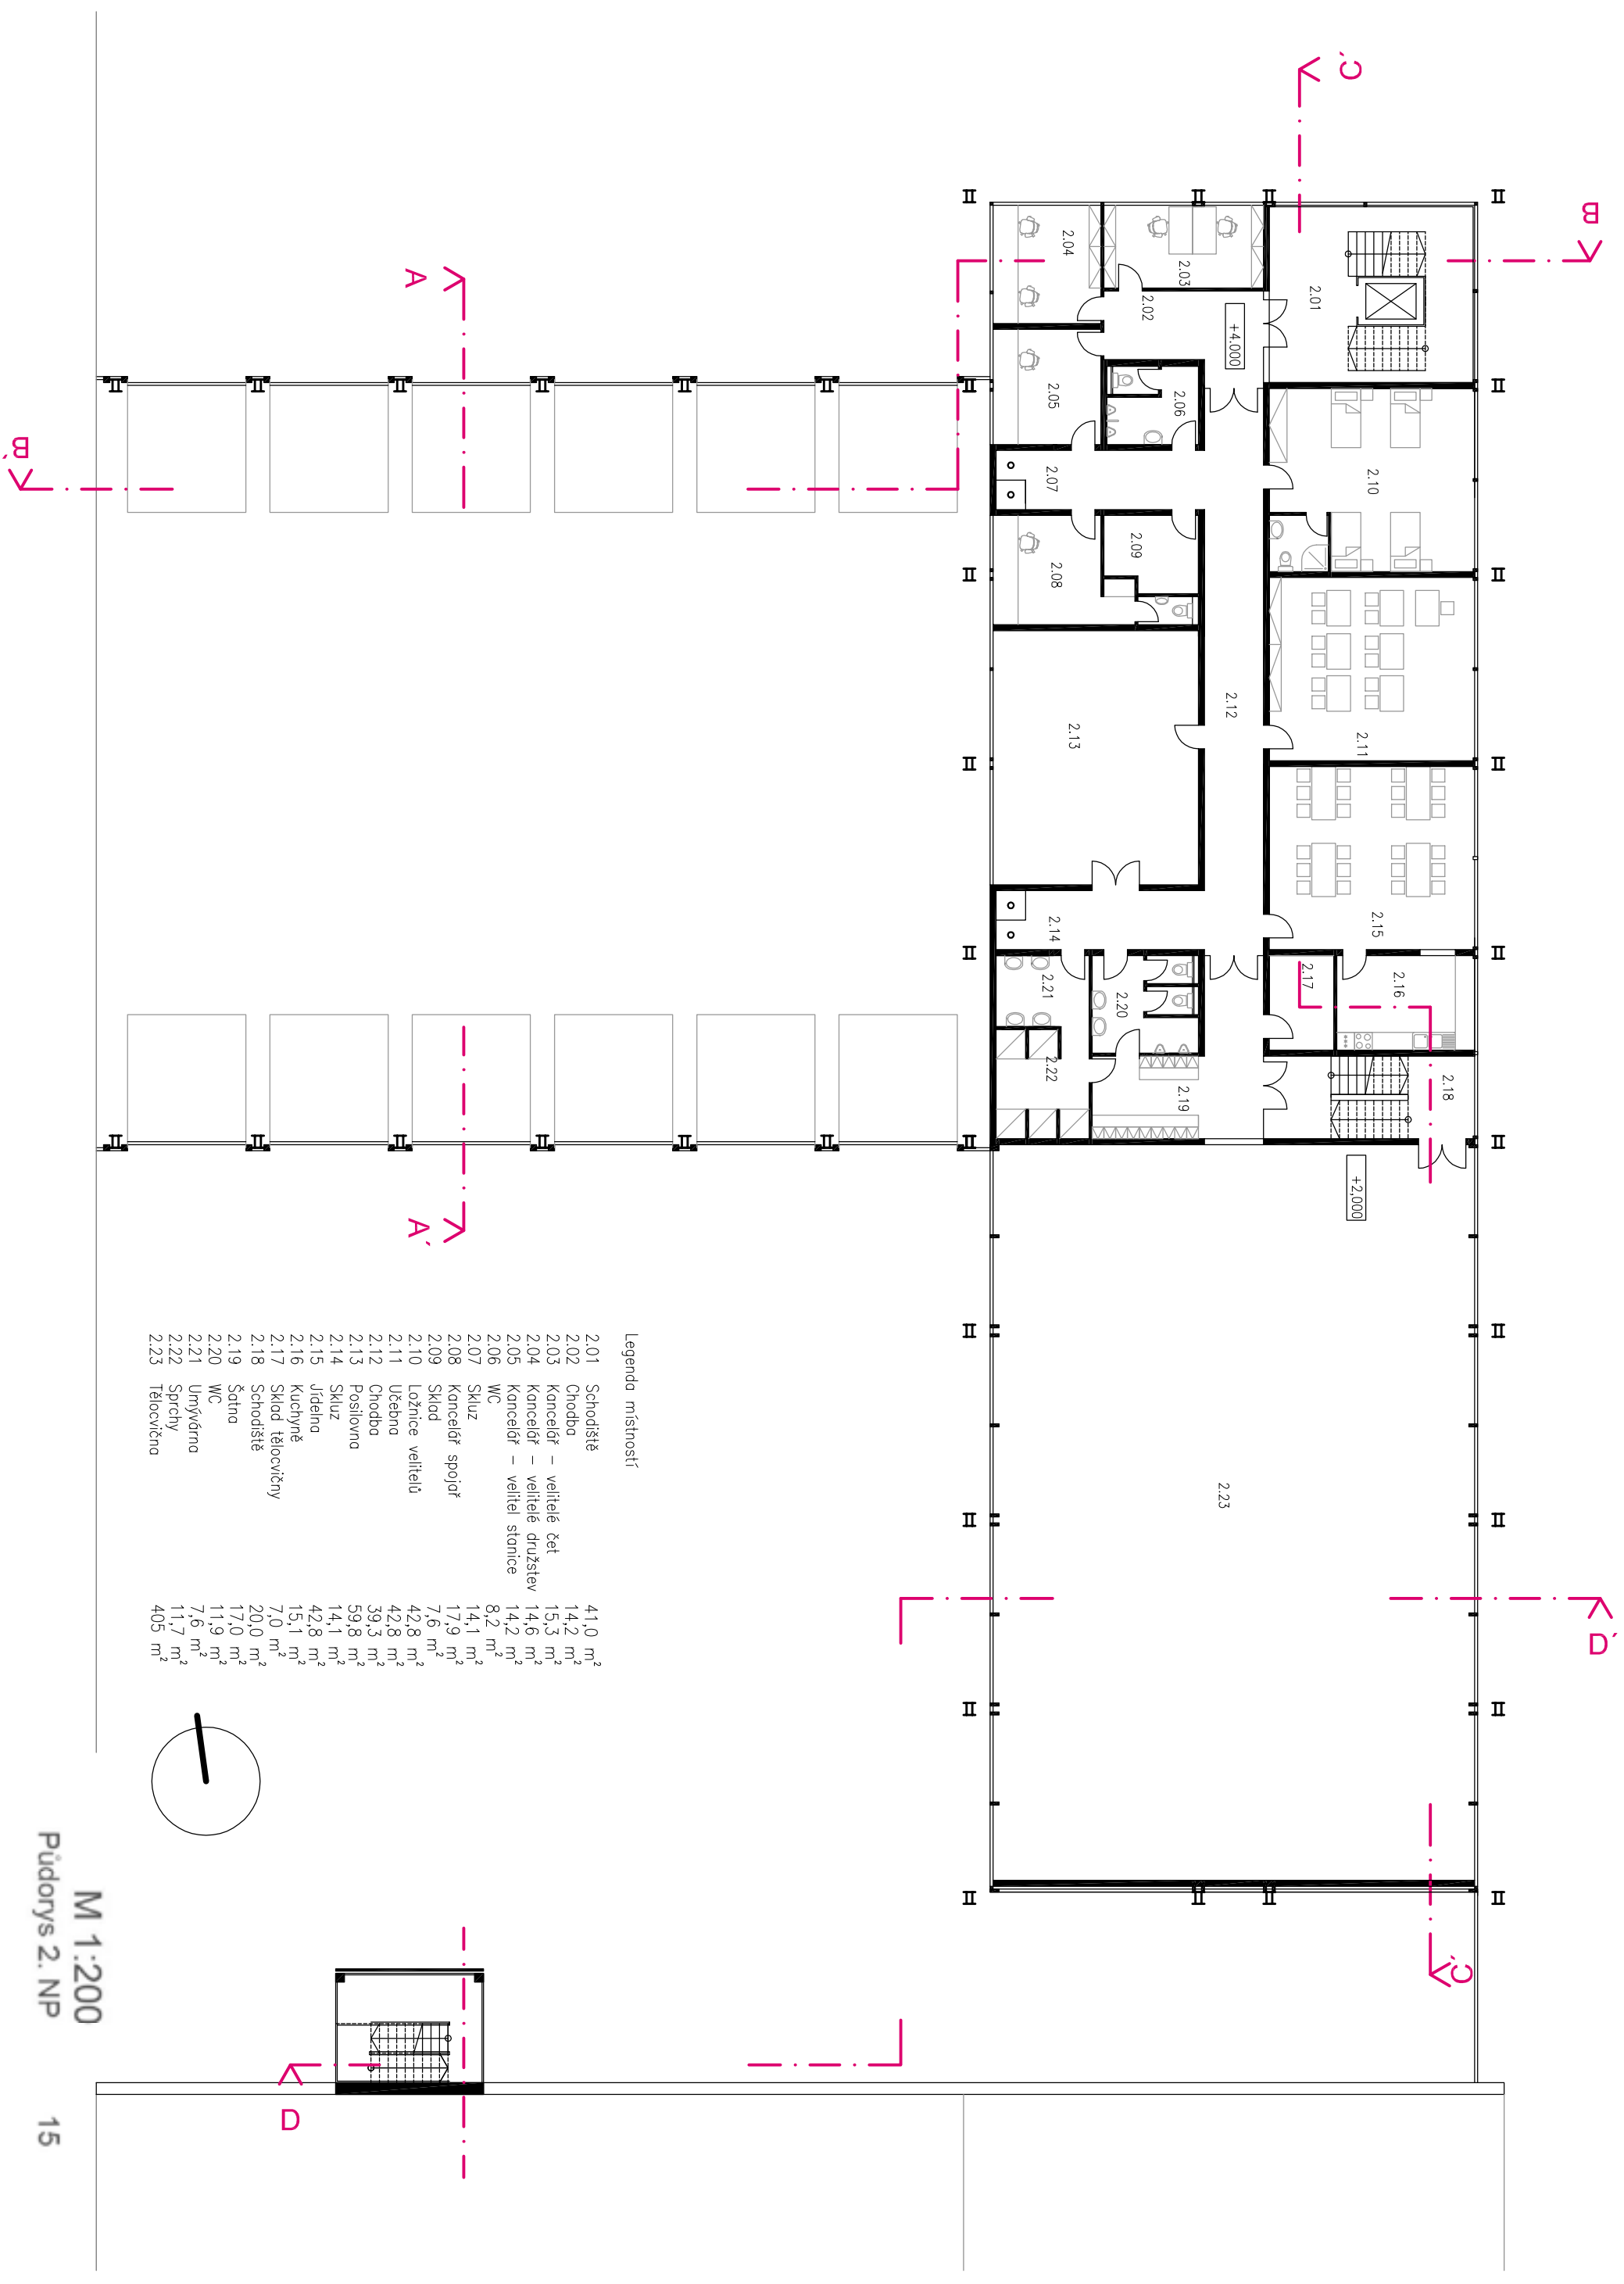 B
D´
C´
C´
2.18
2.16
2.15
2.10
2.11
+2,000
2.01
2.17
+4.000
2.12
2.23
2.03
2.19
2.06
2.02
2.09
2.20
2.13
2.04
2.08
2.14
2.05
2.07
2.22
2.21
A
A´
Legenda místností
2.01 Schodiště 41,0 m²
2.02 Chodba 14,2 m²
2.03 Kancelář – velitelé čet 15,3 m²
2.04 Kancelář – velitelé družstev 14,6 m²
2.05 Kancelář – velitel stanice 14,2 m²
2.06 WC 8,2 m²
2.07 Skluz 14,1 m²
2.08 Kancelář spojař 17,9 m²
2.09 Sklad 7,6 m²
2.10 Ložnice velitelů 42,8 m²
2.11 Učebna 42,8 m²
2.12 Chodba 39,3 m²
2.13 Posilovna 59,8 m²
2.14 Skluz 14,1 m²
2.15 Jídelna 42,8 m²
2.16 Kuchyně 15,1 m²
2.17 Sklad tělocvičny 7,0 m²
2.18 Schodiště 20,0 m²
2.19 Šatna 17,0 m²
2.20 WC 11,9 m²
2.21 Umývárna 7,6 m²
2.22 Sprchy 11,7 m²
2.23 Tělocvična 405 m²
D
B´
M 1:200
Půdorys 2. NP 15